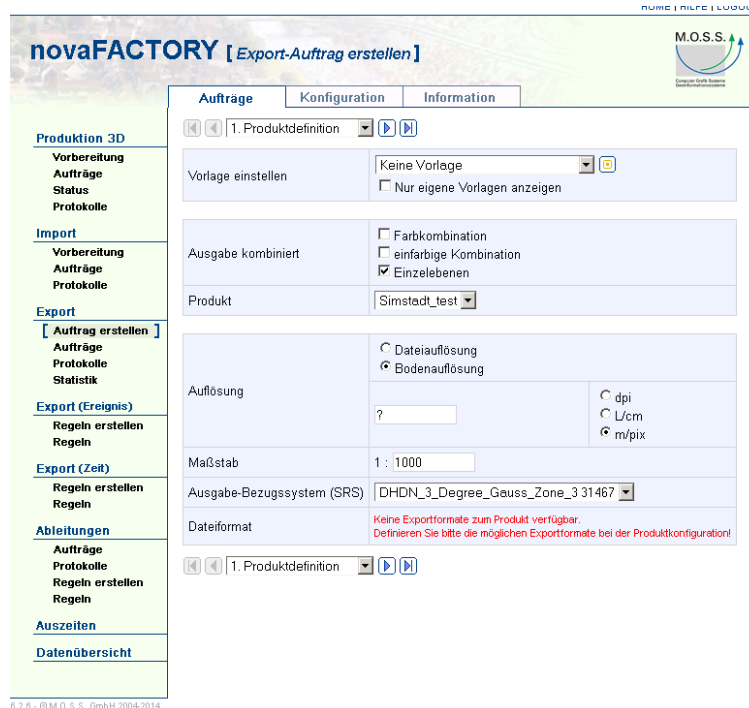 HOME | HILFE | LOGOU
novaFACTORY [ Export-Auftrag erstellen ]
M.O.S.S.
Computer Grafik Systeme
Geoinformationssysteme
Aufträge
Konfiguration
Information
Produktion 3D
Vorbereitung
Aufträge
Status
Protokolle
Import
Vorbereitung
Aufträge
Protokolle
Export
[ Auftrag erstellen ]
Aufträge
Protokolle
Statistik
Export (Ereignis)
Regeln erstellen
Regeln
Export (Zeit)
Regeln erstellen
Regeln
Ableitungen
Aufträge
Protokolle
Regeln erstellen
Regeln
Auszeiten
Datenübersicht
1. Produktdefinition
Vorlage einstellen
Keine Vorlage
Nur eigene Vorlagen anzeigen
Ausgabe kombiniert
Farbkombination
einfarbige Kombination
Einzelebenen
Produkt
Simstadt_test
Auflösung
Dateiauflösung
Bodenauflösung
?
dpi
L/cm
m/pix
Maßstab
1 : 1000
Ausgabe-Bezugssystem (SRS)
DHDN_3_Degree_Gauss_Zone_3 31467
Dateiformat
Keine Exportformate zum Produkt verfügbar.
Definieren Sie bitte die möglichen Exportformate bei der Produktkonfiguration!
1. Produktdefinition
6.2.6 - © M.O.S.S. GmbH 2004-2014